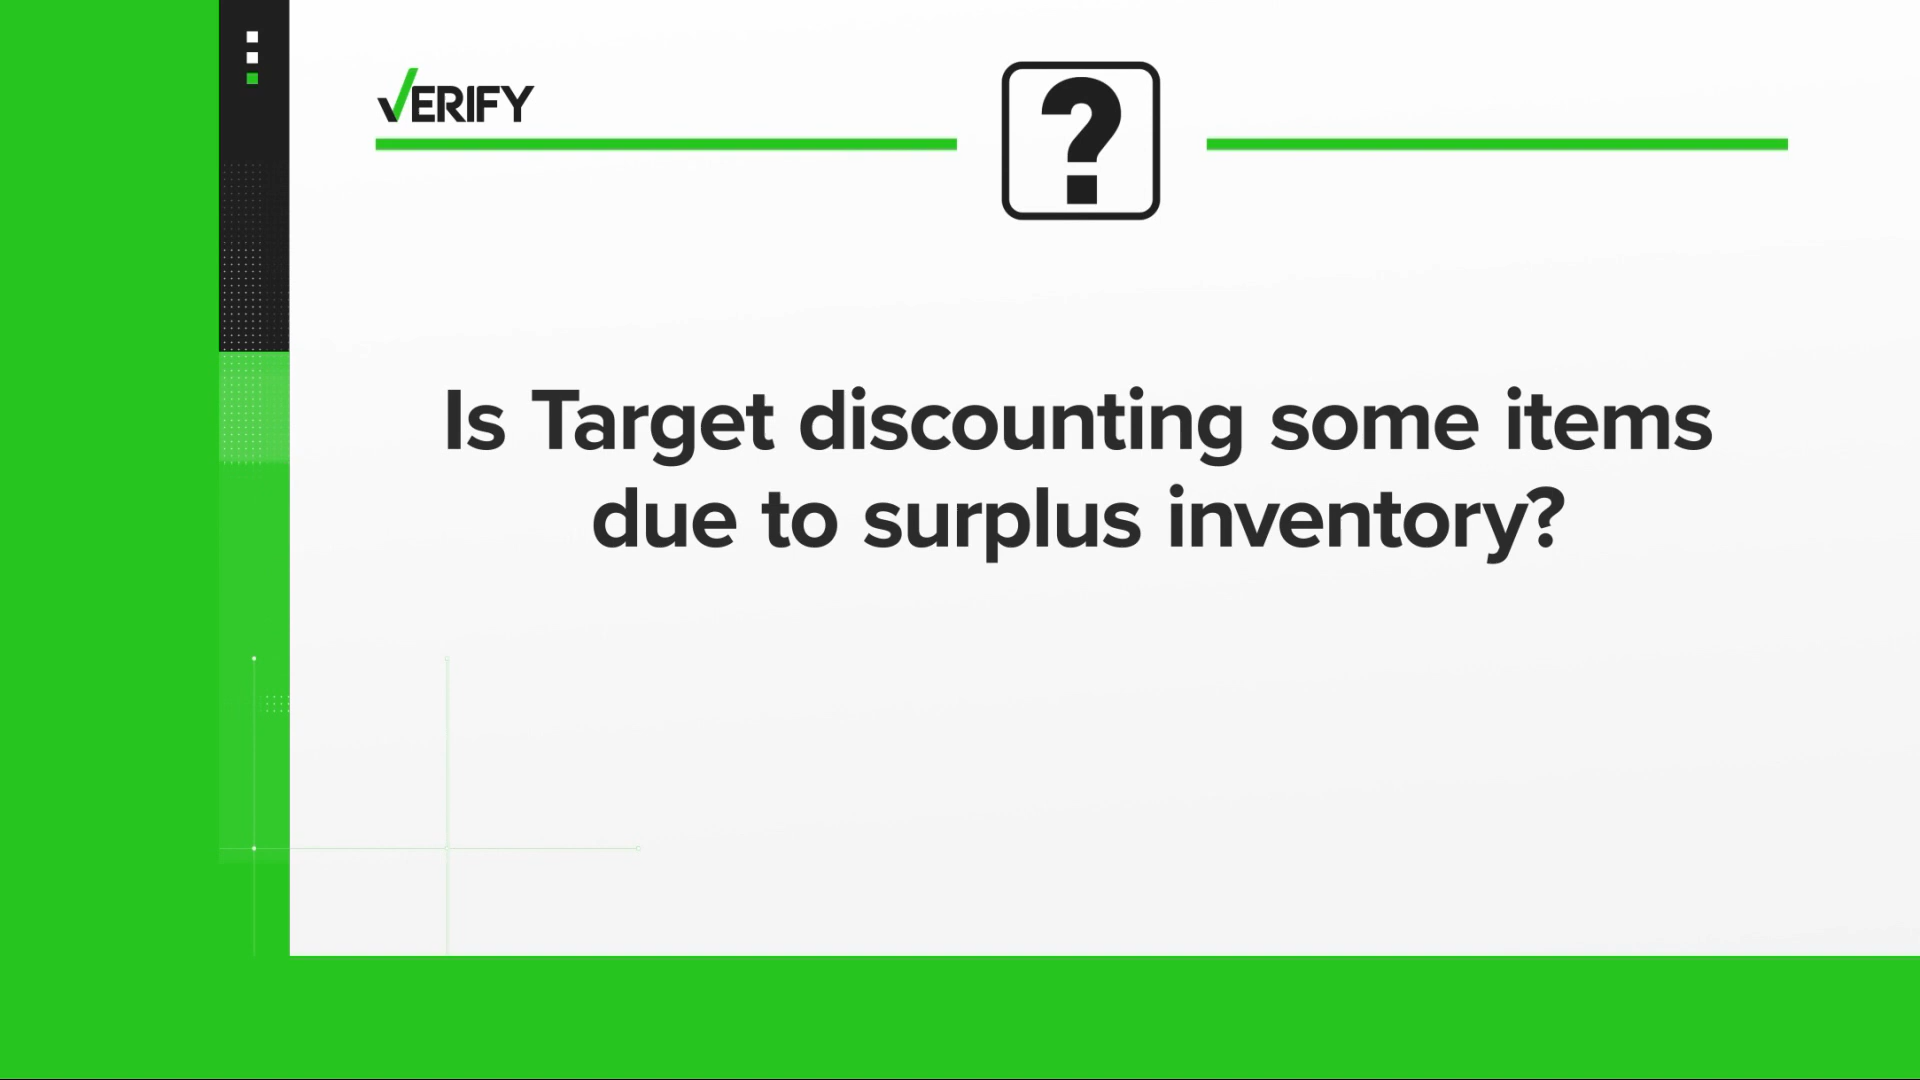 VERIFY
?
Is Target discounting some items
due to surplus inventory?